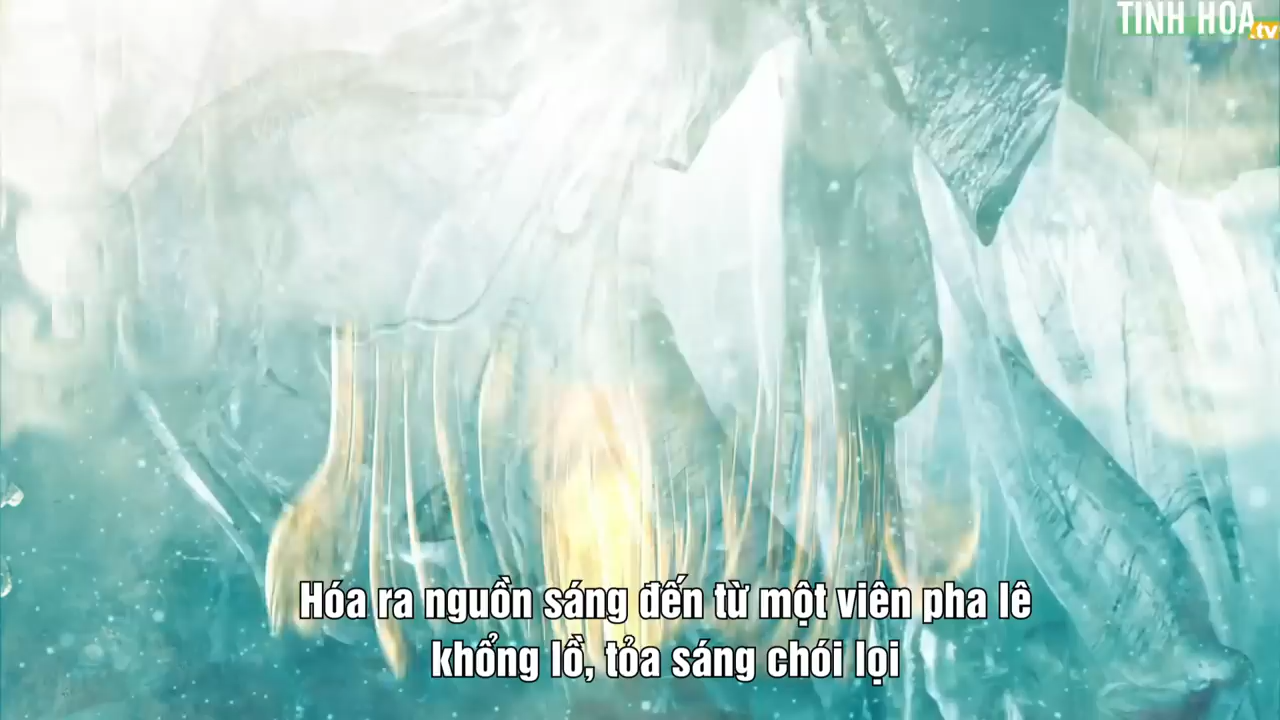 TINH HOA.tv
Hóa ra nguồn sáng đến từ một viên pha lê
khổng lồ, tỏa sáng chói lọi